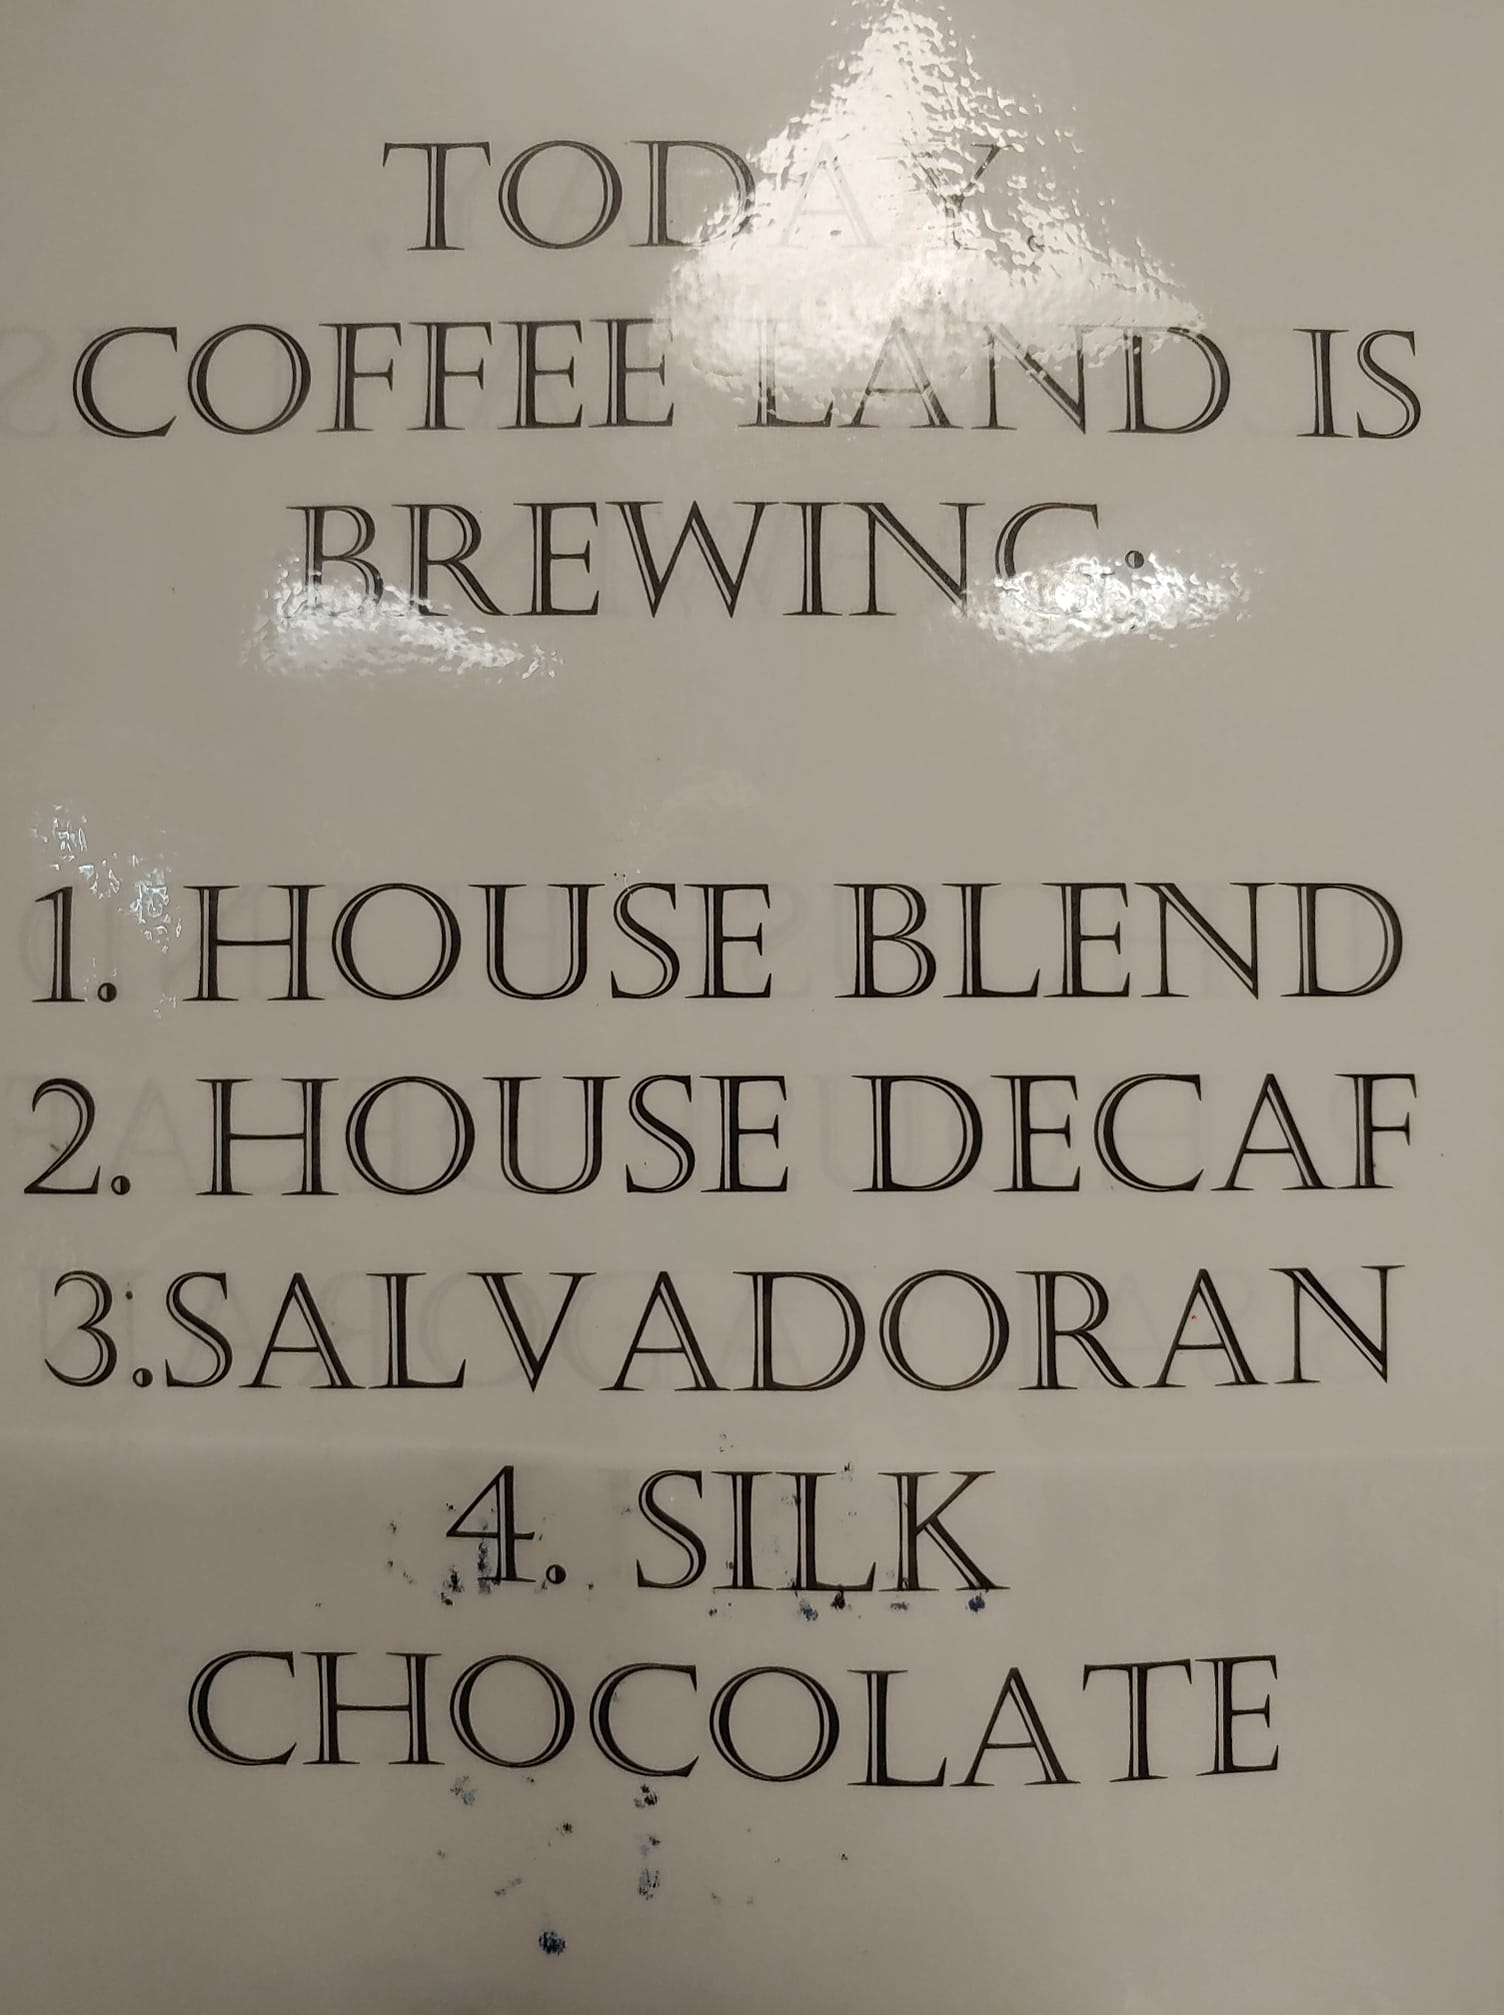 TODAY,
COFFEE LAND IS
BREWING:
1. HOUSE BLEND
2. HOUSE DECAF
3.SALVADORAN
4. SILK
CHOCOLATE